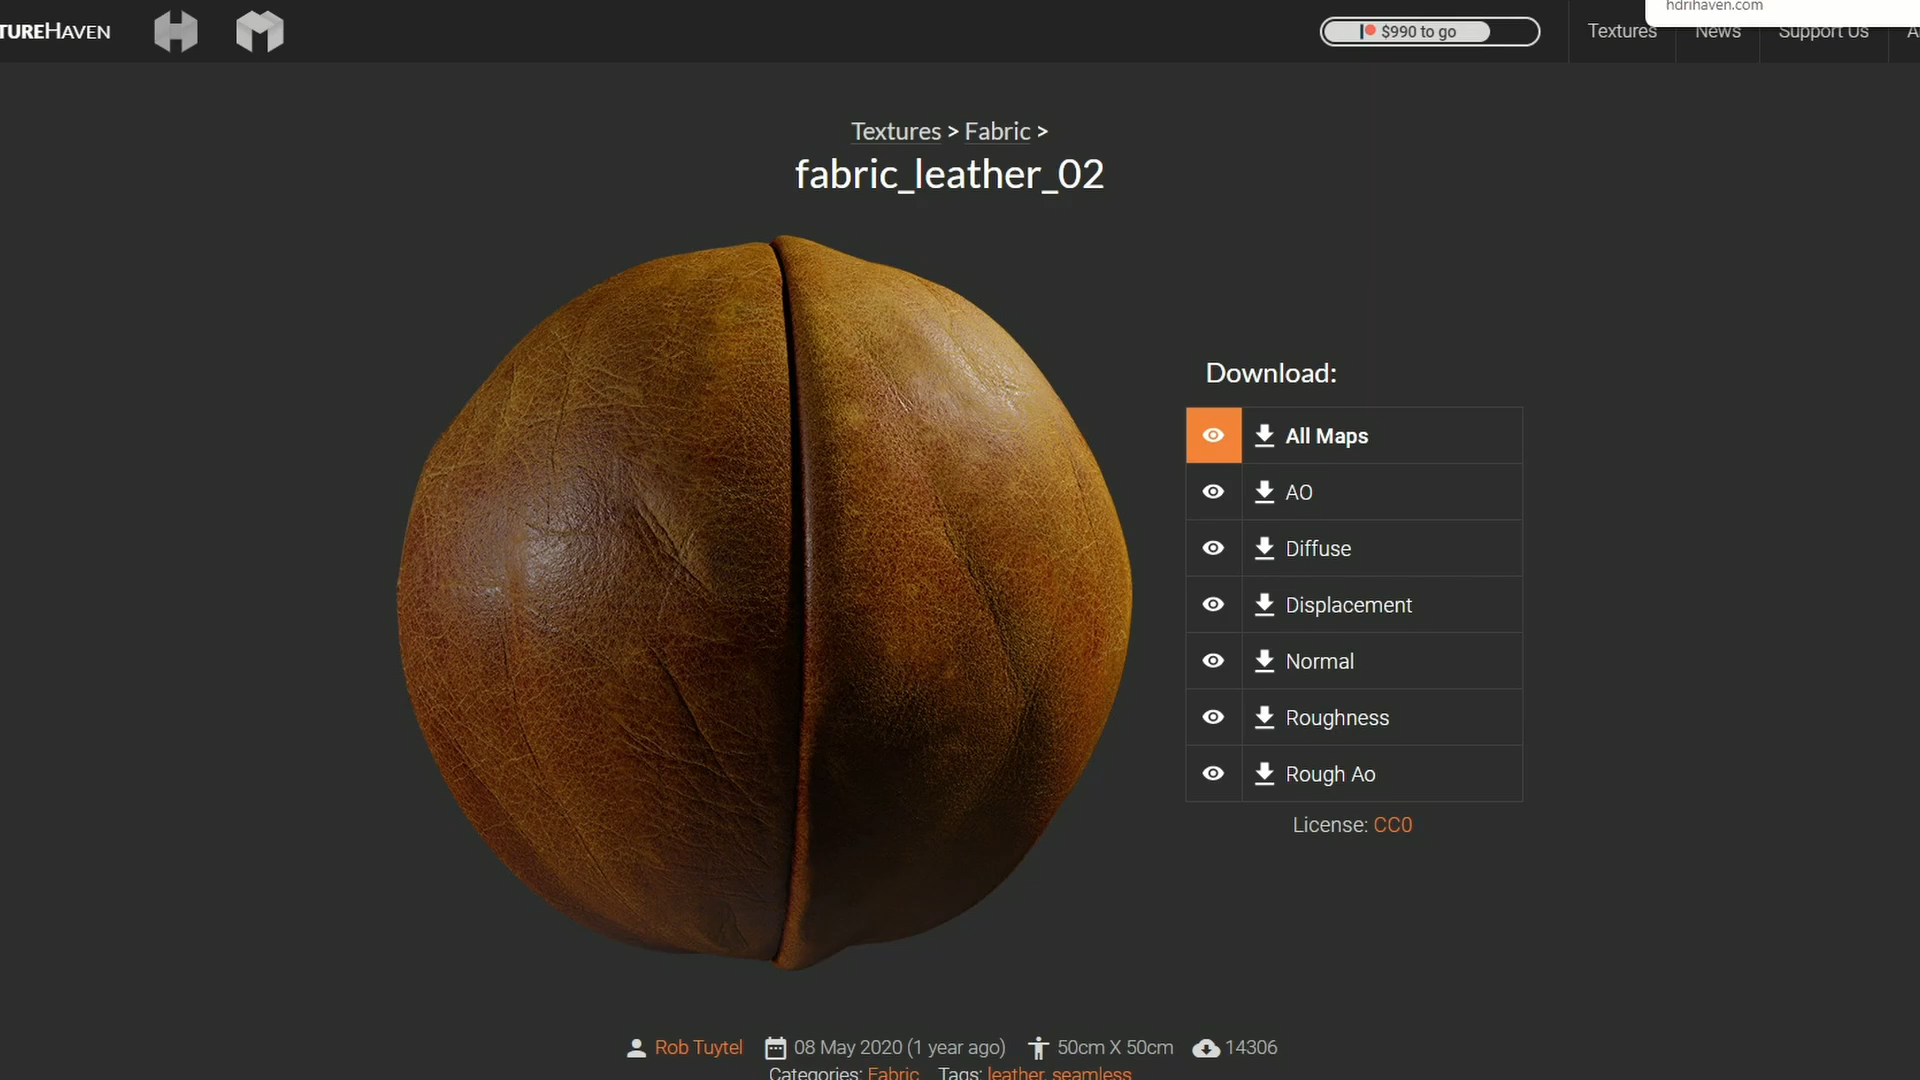 TUREHAVEN
$990 to go
hdrihaven.com
Textures
News
Support Us
Textures > Fabric >
fabric_leather_02
Download:
All Maps
AO
Diffuse
Displacement
Normal
Roughness
Rough Ao
License: CC0
Rob Tuytel 08 May 2020 (1 year ago) 50cm X 50cm 14306
Categories: Fabric Tags: leather, seamless